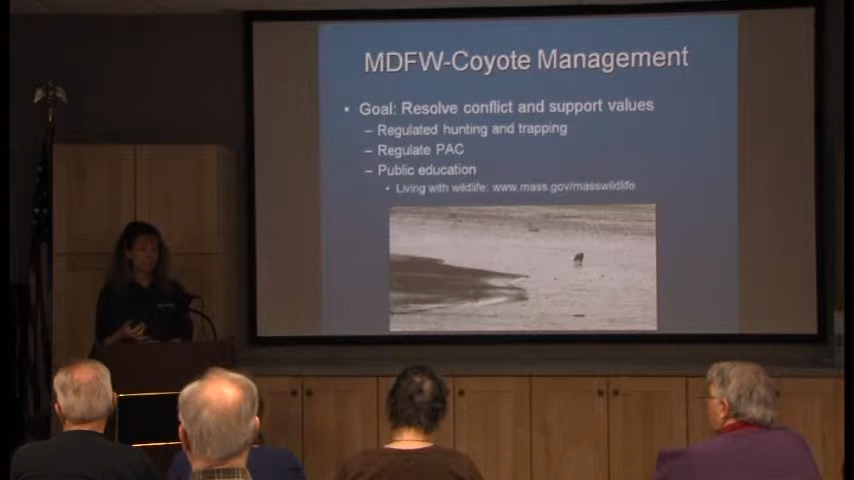 MDFW-Coyote Management
• Goal: Resolve conflict and support values
– Regulated hunting and trapping
– Regulate PAC
– Public education
• Living with wildlife: www.mass.gov/masswildlife